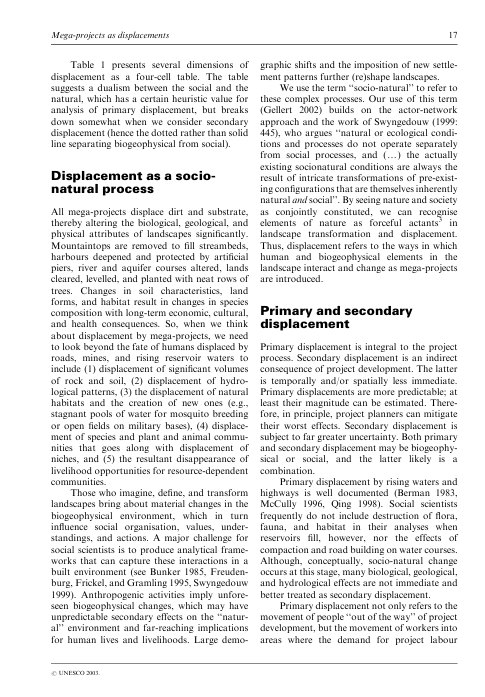 Mega-projects as displacements 17
Table 1 presents several dimensions of
displacement as a four-cell table. The table
suggests a dualism between the social and the
natural, which has a certain heuristic value for
analysis of primary displacement, but breaks
down somewhat when we consider secondary
displacement (hence the dotted rather than solid
line separating biogeophysical from social).
Displacement as a socio-
natural process
All mega-projects displace dirt and substrate,
thereby altering the biological, geological, and
physical attributes of landscapes significantly.
Mountaintops are removed to fill streambeds,
harbours deepened and protected by artificial
piers, river and aquifer courses altered, lands
cleared, levelled, and planted with neat rows of
trees. Changes in soil characteristics, land
forms, and habitat result in changes in species
composition with long-term economic, cultural,
and health consequences. So, when we think
about displacement by mega-projects, we need
to look beyond the fate of humans displaced by
roads, mines, and rising reservoir waters to
include (1) displacement of significant volumes
of rock and soil, (2) displacement of hydro-
logical patterns, (3) the displacement of natural
habitats and the creation of new ones (e.g.,
stagnant pools of water for mosquito breeding
or open fields on military bases), (4) displace-
ment of species and plant and animal commu-
nities that goes along with displacement of
niches, and (5) the resultant disappearance of
livelihood opportunities for resource-dependent
communities.
Those who imagine, define, and transform
landscapes bring about material changes in the
biogeophysical environment, which in turn
influence social organisation, values, under-
standings, and actions. A major challenge for
social scientists is to produce analytical frame-
works that can capture these interactions in a
built environment (see Bunker 1985, Freuden-
burg, Frickel, and Gramling 1995, Swyngedouw
1999). Anthropogenic activities imply unfore-
seen biogeophysical changes, which may have
unpredictable secondary effects on the "natur-
al" environment and far-reaching implications
for human lives and livelihoods. Large demo-
graphic shifts and the imposition of new settle-
ment patterns further (re)shape landscapes.
We use the term "socio-natural" to refer to
these complex processes. Our use of this term
(Gellert 2002) builds on the actor-network
approach and the work of Swyngedouw (1999:
445), who argues "natural or ecological condi-
tions and processes do not operate separately
from social processes, and (…) the actually
existing socionatural conditions are always the
result of intricate transformations of pre-exist-
ing configurations that are themselves inherently
natural and social". By seeing nature and society
as conjointly constituted, we can recognise
elements of nature as forceful actants3 in
landscape transformation and displacement.
Thus, displacement refers to the ways in which
human and biogeophysical elements in the
landscape interact and change as mega-projects
are introduced.
Primary and secondary
displacement
Primary displacement is integral to the project
process. Secondary displacement is an indirect
consequence of project development. The latter
is temporally and/or spatially less immediate.
Primary displacements are more predictable; at
least their magnitude can be estimated. There-
fore, in principle, project planners can mitigate
their worst effects. Secondary displacement is
subject to far greater uncertainty. Both primary
and secondary displacement may be biogeophy-
sical or social, and the latter likely is a
combination.
Primary displacement by rising waters and
highways is well documented (Berman 1983,
McCully 1996, Qing 1998). Social scientists
frequently do not include destruction of flora,
fauna, and habitat in their analyses when
reservoirs fill, however, nor the effects of
compaction and road building on water courses.
Although, conceptually, socio-natural change
occurs at this stage, many biological, geological,
and hydrological effects are not immediate and
better treated as secondary displacement.
Primary displacement not only refers to the
movement of people "out of the way" of project
development, but the movement of workers into
areas where the demand for project labour
© UNESCO 2003.